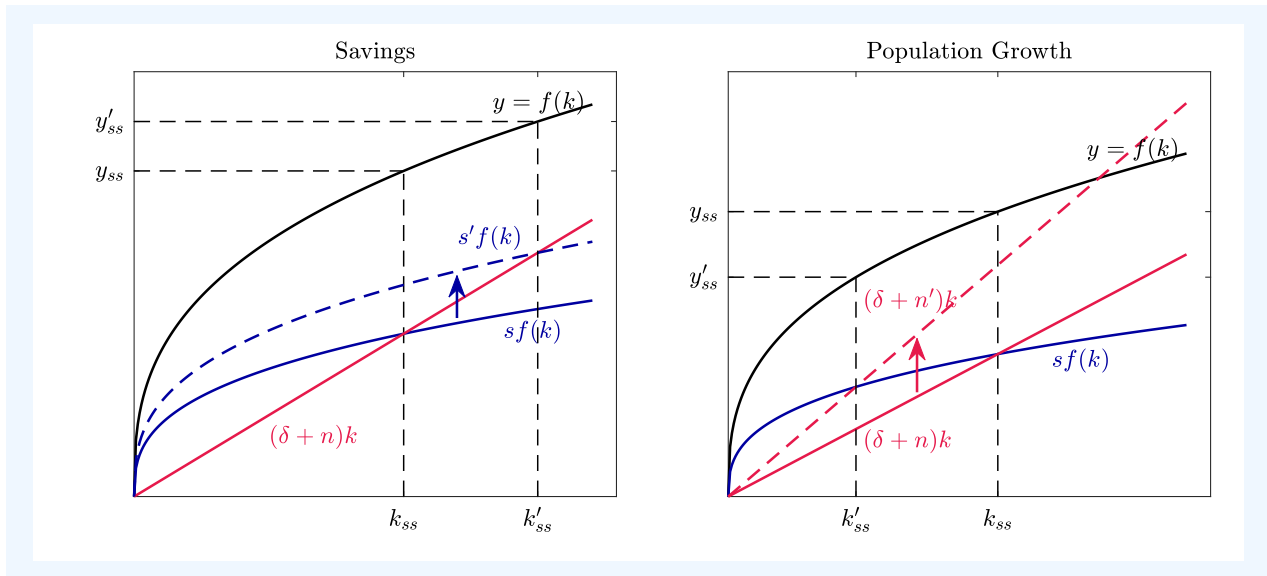 Savings
y = f(k)
y′ss
yss
s′f(k)
sf(k)
(δ + n)k
kss
k′ss
Population Growth
y = f(k)
yss
y′ss
(δ + n′)k
sf(k)
(δ + n)k
k′ss
kss